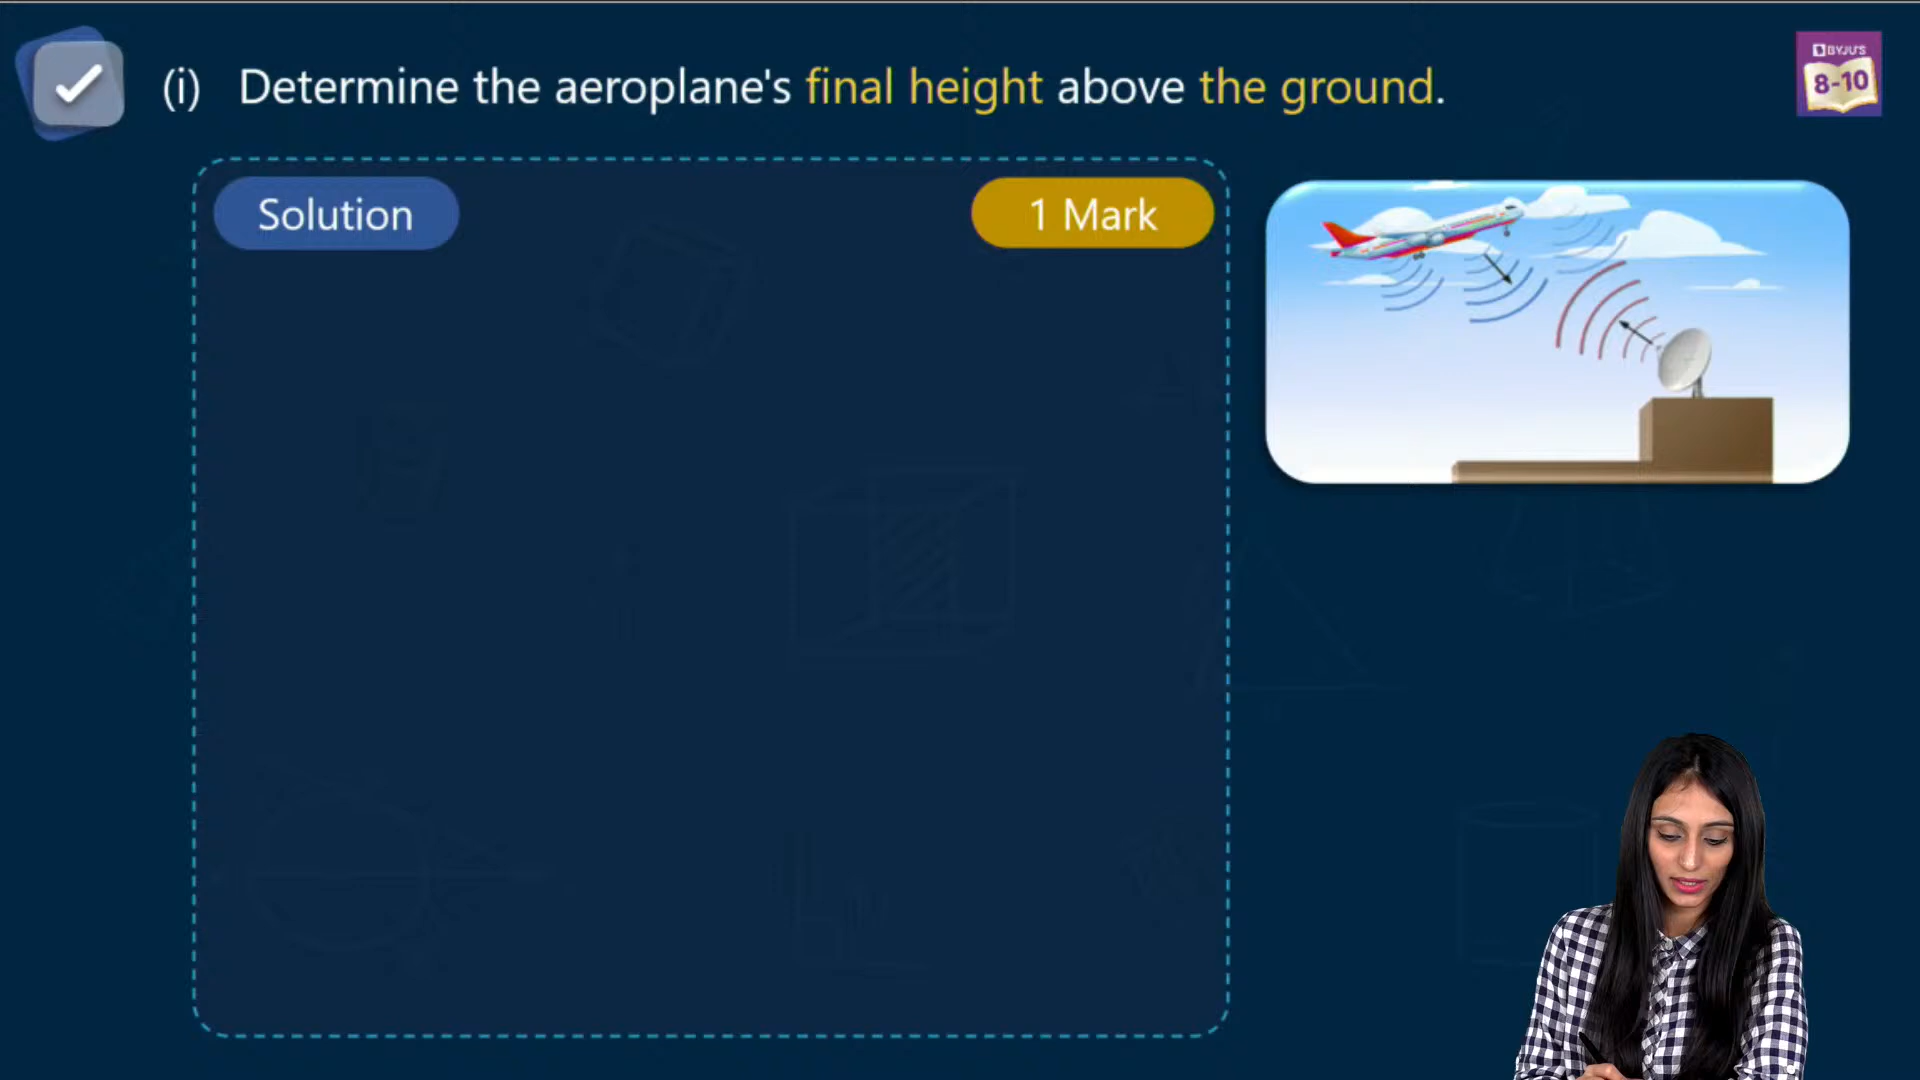 (i) Determine the aeroplane's final height above the ground.
BYJU'S
8-10
Solution
1 Mark